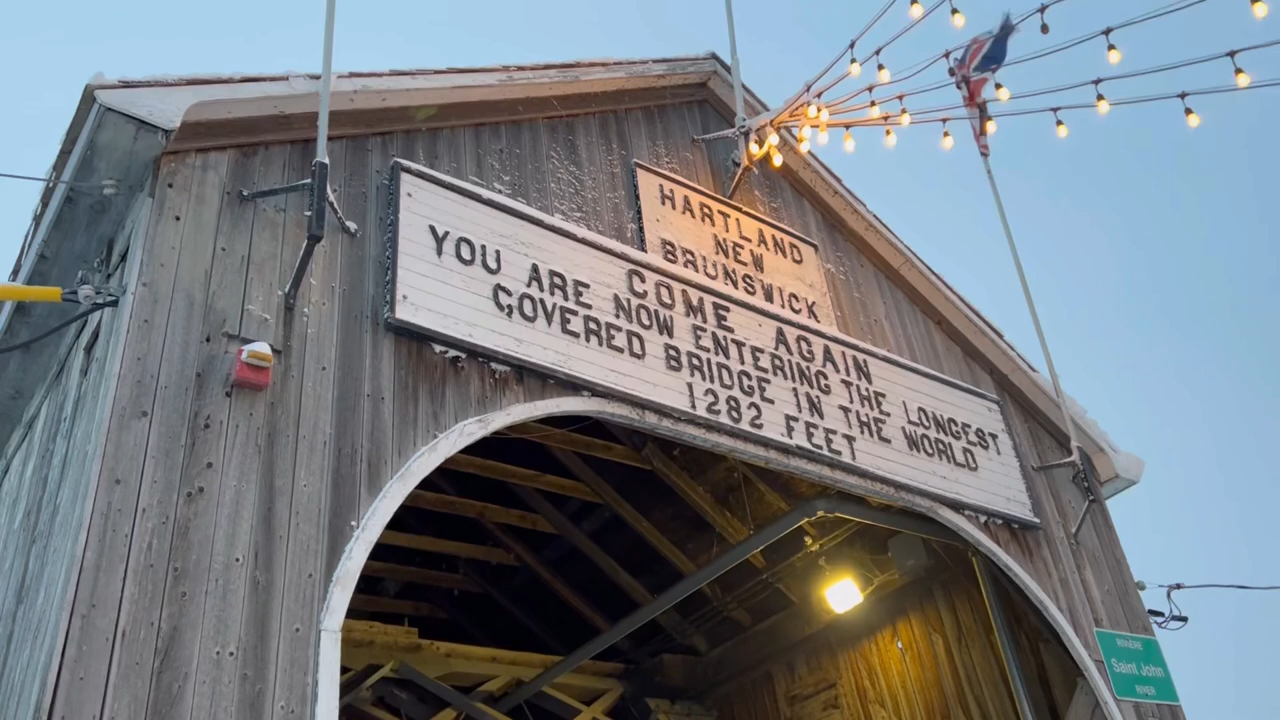 HARTLAND
NEW
BRUNSWICK
COME AGAIN
YOU ARE NOW ENTERING THE LONGEST
COVERED BRIDGE IN THE WORLD
1282 FEET
RIVIÈRE
Saint John
RIVER